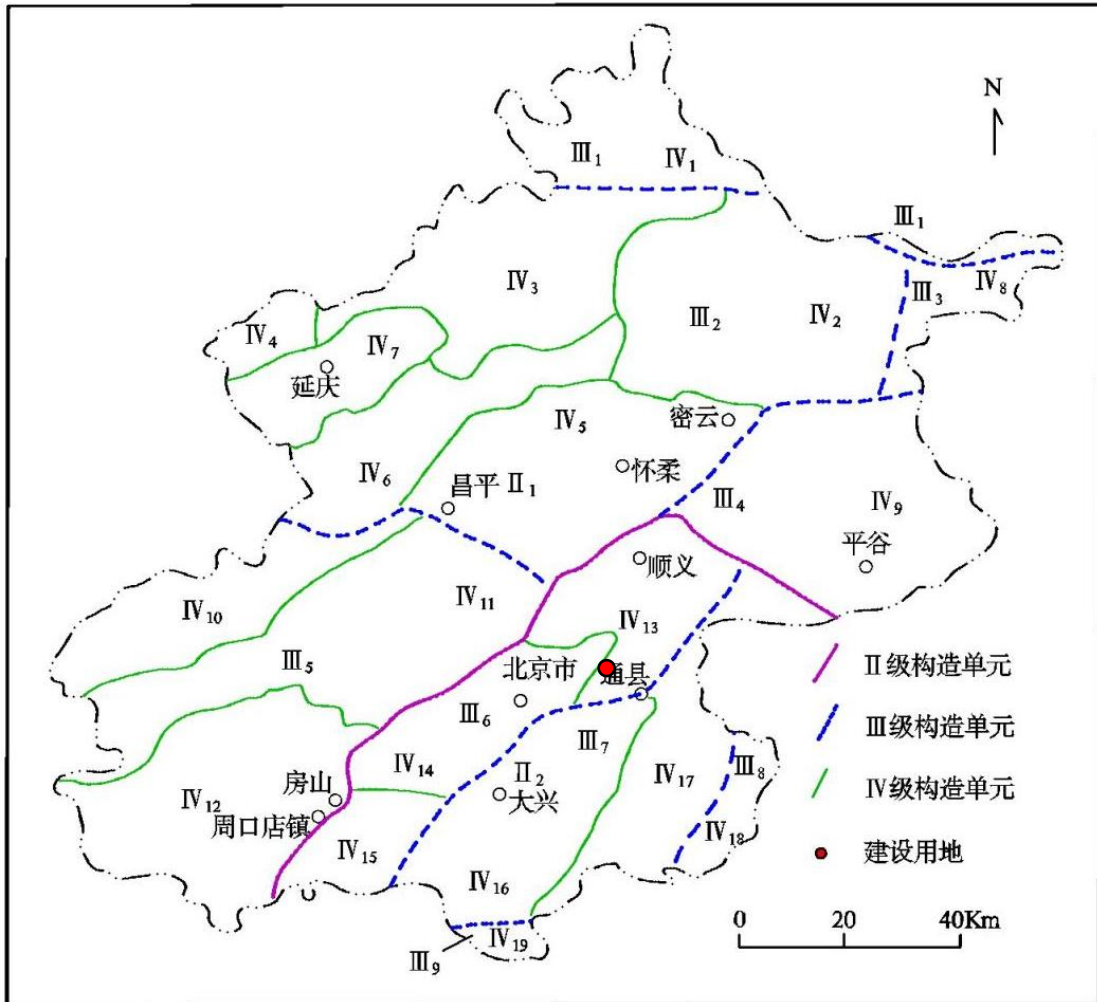 N
Ⅲ₁
Ⅳ₁
Ⅲ₁
Ⅳ₃
Ⅲ₃
Ⅳ₈
Ⅲ₂
Ⅳ₂
Ⅳ₄
Ⅳ₇
延庆
Ⅳ₅
密云
怀柔
Ⅳ₆
昌平 Ⅱ₁
Ⅲ₄
Ⅳ₉
平谷
顺义
Ⅳ₁₀
Ⅳ₁₁
Ⅳ₁₃
Ⅲ₅
北京市
通县
Ⅱ级构造单元
Ⅲ₆
Ⅲ₇
Ⅲ级构造单元
Ⅳ₁₄
Ⅱ₂
Ⅳ₁₇
Ⅲ₈
Ⅳ₁₂
房山
大兴
Ⅳ级构造单元
周口店镇
Ⅳ₁₅
Ⅳ₁₈
建设用地
Ⅳ₁₆
0 20 40Km
Ⅳ₁₉
Ⅲ₉